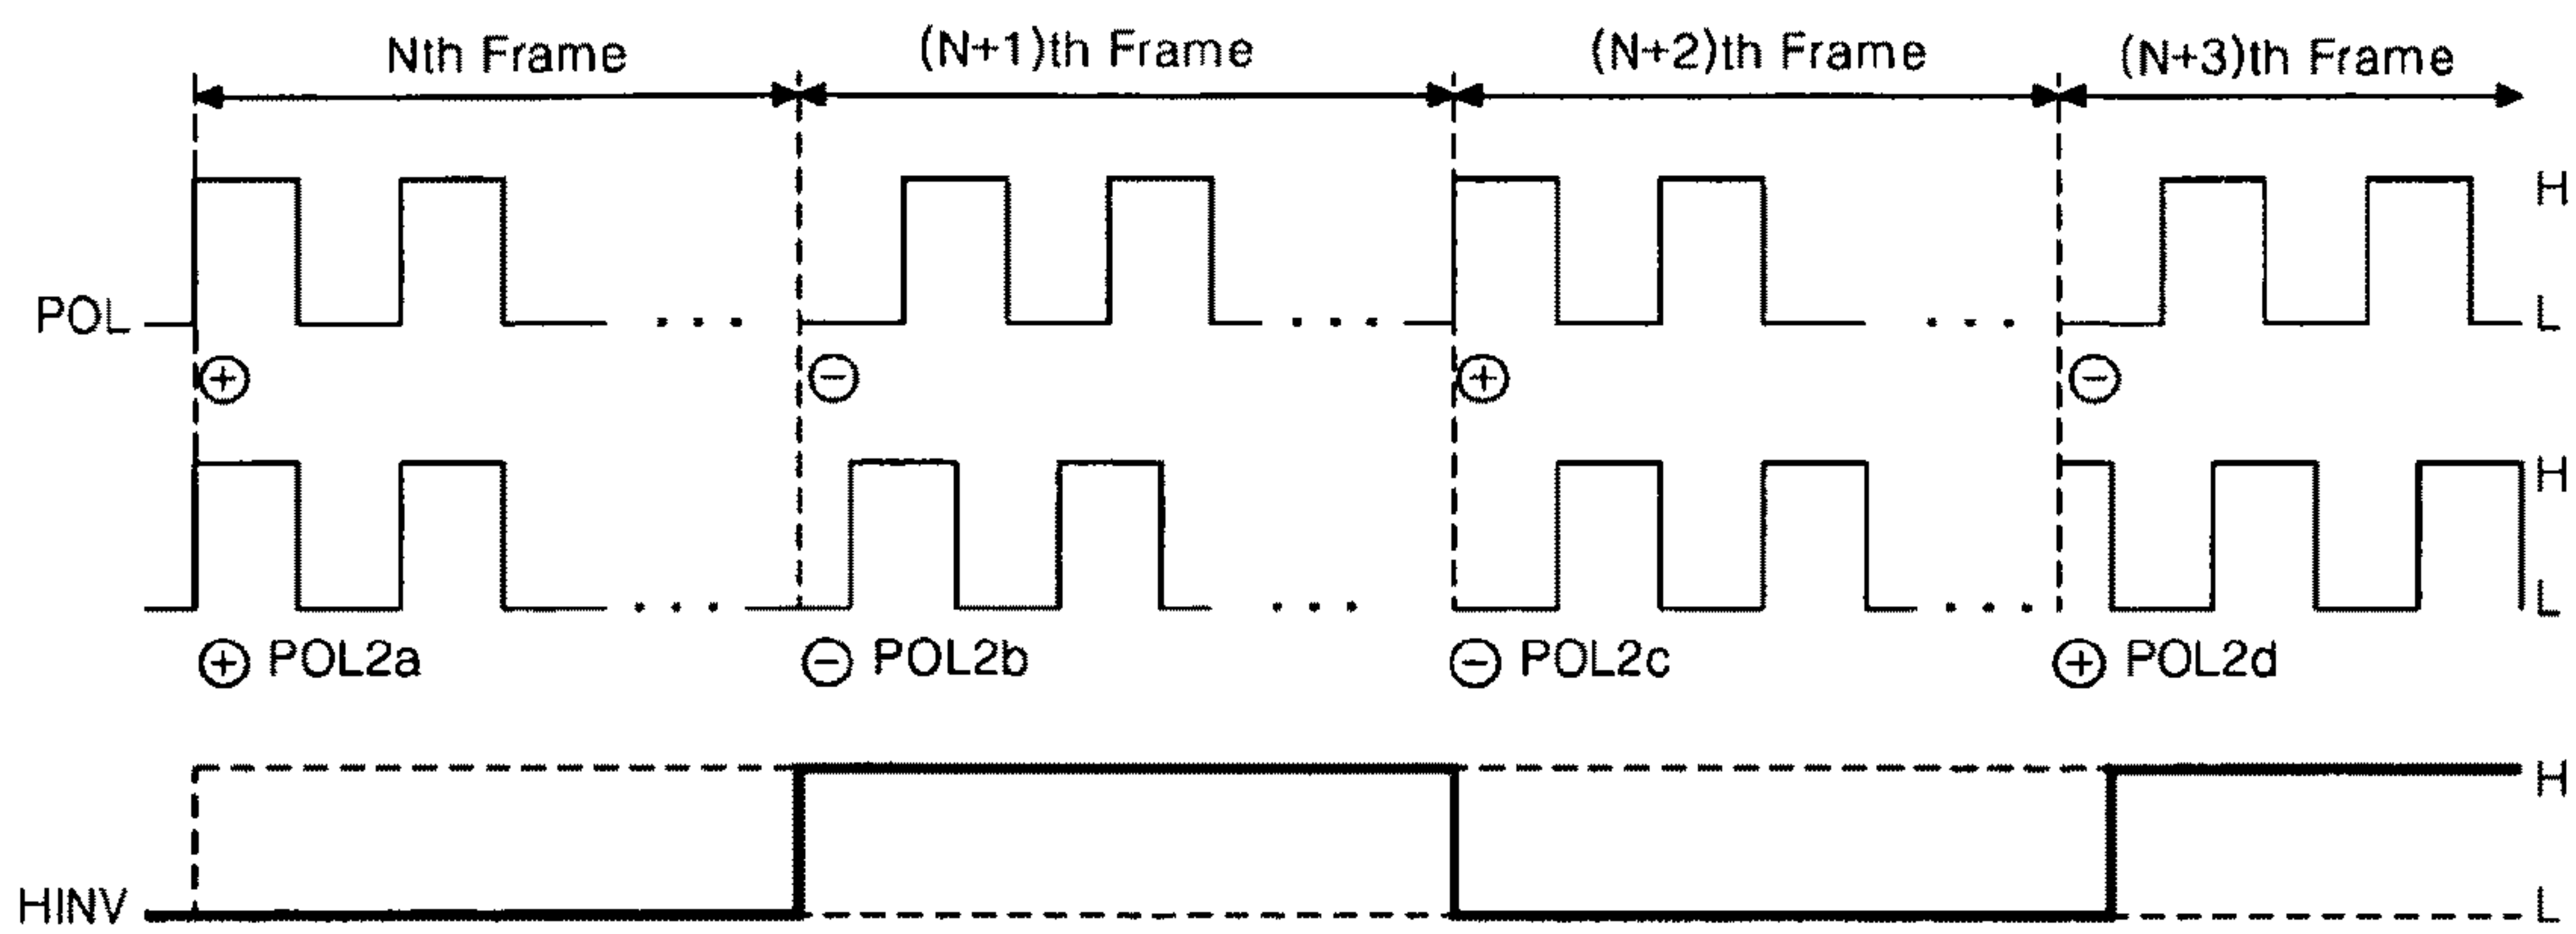 Nth Frame (N+1)th Frame (N+2)th Frame (N+3)th Frame
H
POL . . . . . . . . . L
⊕ ⊖ ⊕ ⊖
H
. . . . . . . . . L
⊕ POL2a ⊖ POL2b ⊖ POL2c ⊕ POL2d
H
HINV L